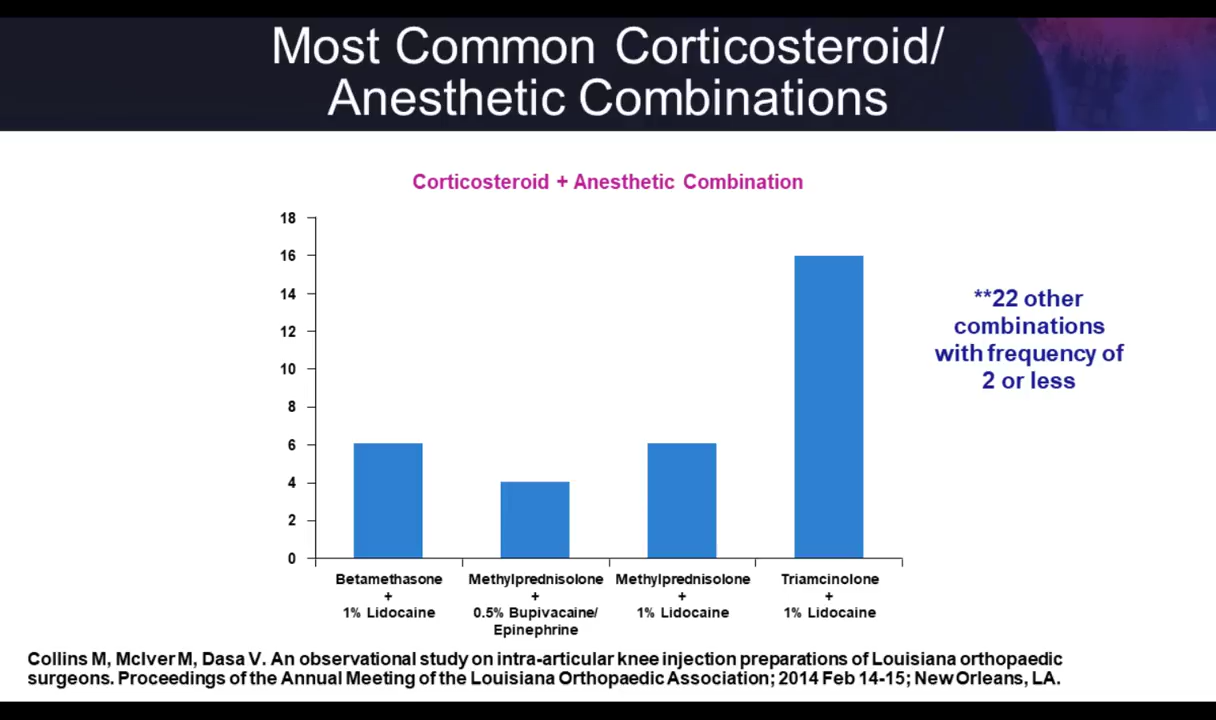 Most Common Corticosteroid/
Anesthetic Combinations
Corticosteroid + Anesthetic Combination
18
16
14
12
10
8
6
4
2
0
**22 other
combinations
with frequency of
2 or less
Betamethasone
+
1% Lidocaine
Methylprednisolone
+
0.5% Bupivacaine/
Epinephrine
Methylprednisolone
+
1% Lidocaine
Triamcinolone
+
1% Lidocaine
Collins M, McIver M, Dasa V. An observational study on intra-articular knee injection preparations of Louisiana orthopaedic
surgeons. Proceedings of the Annual Meeting of the Louisiana Orthopaedic Association; 2014 Feb 14-15; New Orleans, LA.